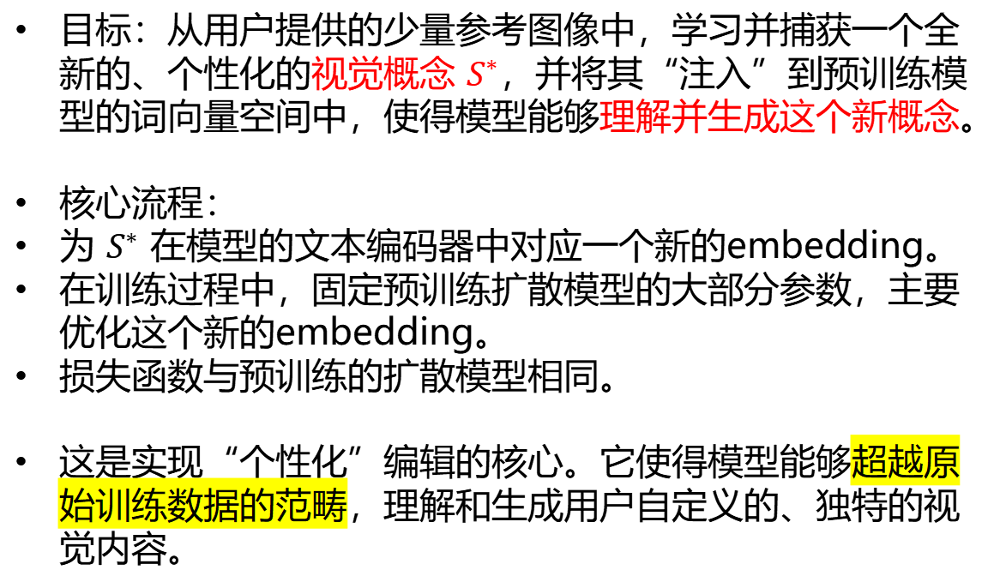 • 目标：从用户提供的少量参考图像中，学习并捕获一个全
新的、个性化的视觉概念 S*，并将其“注入”到预训练模
型的词向量空间中，使得模型能够理解并生成这个新概念。
• 核心流程：
• 为 S* 在模型的文本编码器中对应一个新的embedding。
• 在训练过程中，固定预训练扩散模型的大部分参数，主要
优化这个新的embedding。
• 损失函数与预训练的扩散模型相同。
• 这是实现“个性化”编辑的核心。它使得模型能够超越原
始训练数据的范畴，理解和生成用户自定义的、独特的视
觉内容。